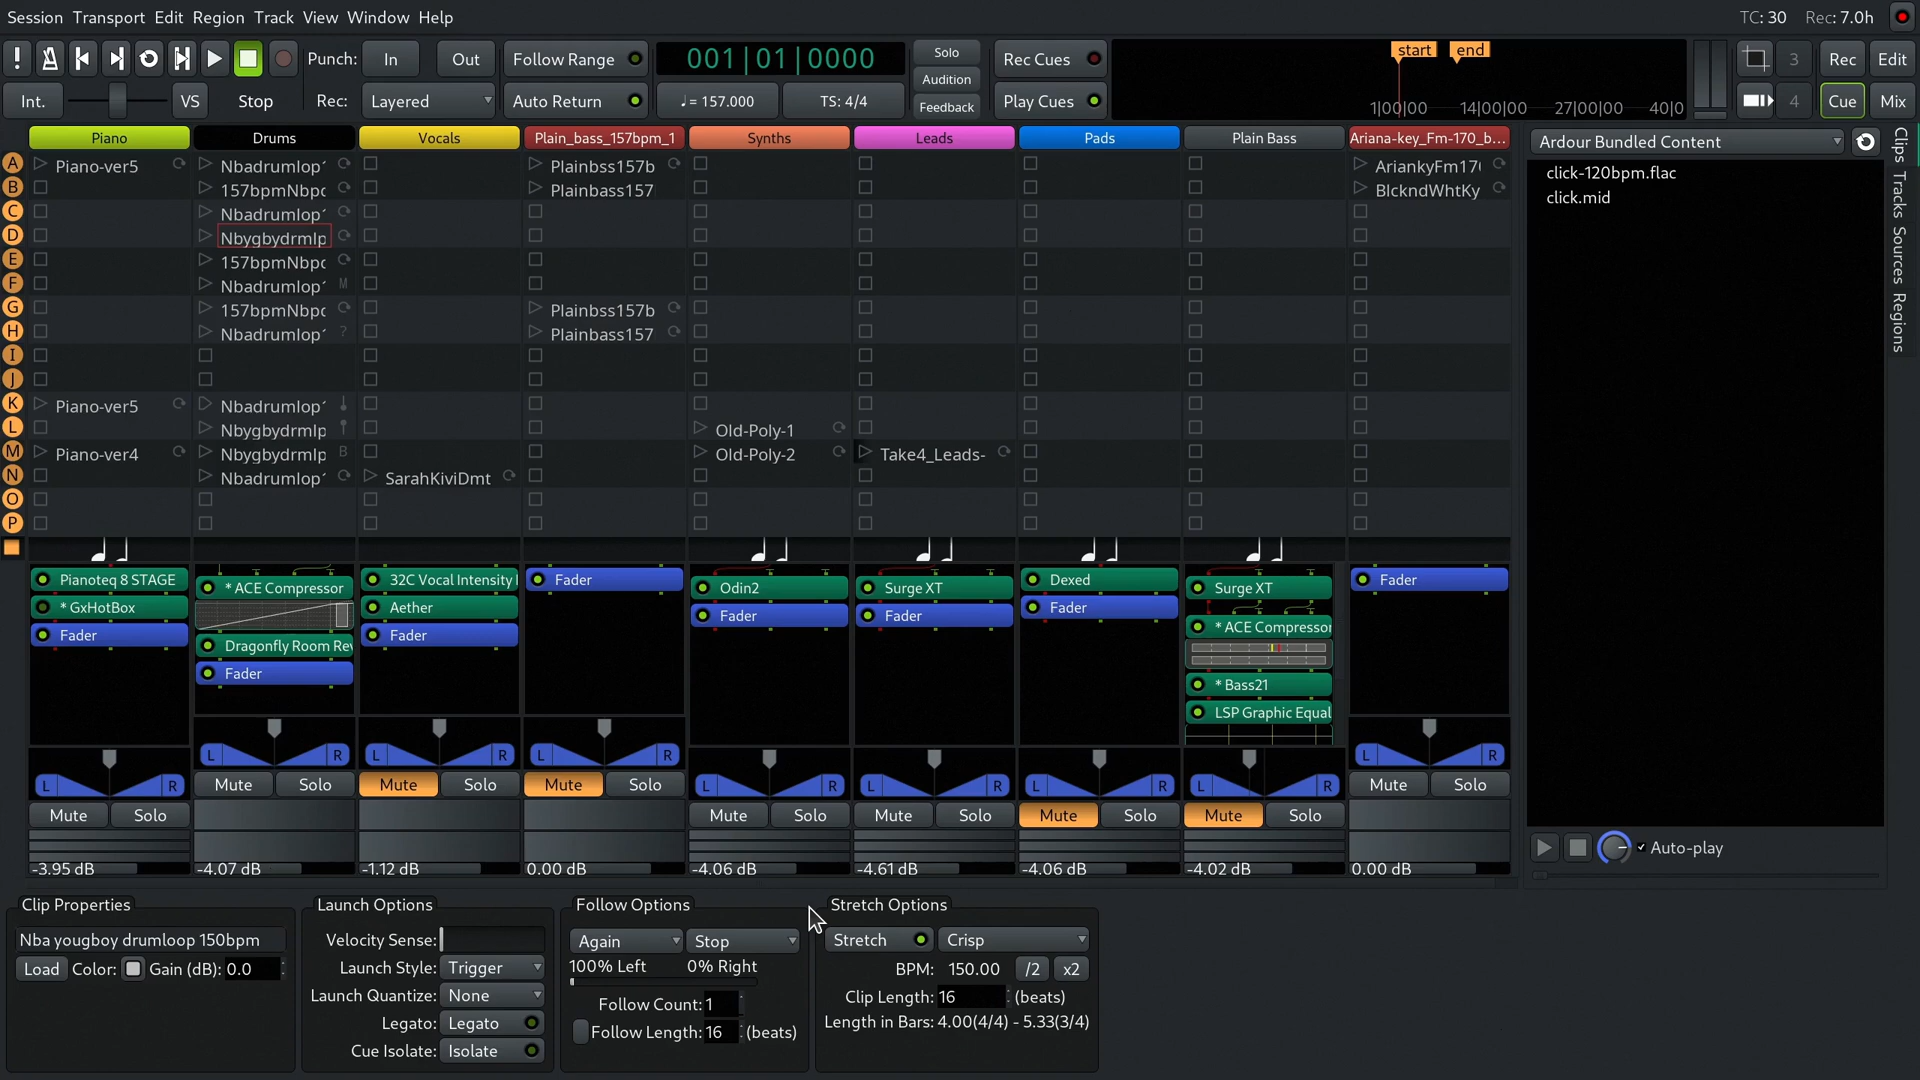 Session Transport Edit Region Track View Window Help TC: 30 Rec: 7.0h
Punch: In Out Follow Range 001|01|0000 Solo Rec Cues start end 3 Rec Edit
Audition
Int. VS Stop Rec: Layered Auto Return ♩ = 157.000 TS: 4/4 Feedback Play Cues 1|00|00 14|00|00 27|00|00 40|0 4 Cue Mix
Piano Drums Vocals Plain_bass_157bpm_1 Synths Leads Pads Plain Bass Ariana-key_Fm-170_b... Ardour Bundled Content
A Piano-ver5 Nbadrumlop Plainbss157b AriankyFm17 click-120bpm.flac
B 157bpmNbp Plainbass157 BlckndWhtKy click.mid
C Nbadrumlop
D Nbygbydrmlp
E 157bpmNbp
F Nbadrumlop M
G 157bpmNbp Plainbss157b
H Nbadrumlop ? Plainbass157
I
J
K Piano-ver5 Nbadrumlop
L Nbygbydrmlp Old-Poly-1
M Piano-ver4 Nbygbydrmlp B Old-Poly-2 Take4_Leads-
N Nbadrumlop SarahKiviDmt
O
P
Clips Tracks Sources Regions
Pianoteq 8 STAGE * ACE Compressor 32C Vocal Intensity Fader Odin2 Surge XT Dexed Surge XT Fader
* GxHotBox Aether Fader Fader Fader * ACE Compressor
Fader Dragonfly Room Rev Fader
Fader * Bass21
LSP Graphic Equal
L R L R L R L R
L R L R L R L R L R
Mute Solo Mute Solo Mute Solo Mute Solo
Mute Solo Mute Solo Mute Solo Mute Solo Mute Solo
-3.95 dB -4.07 dB -1.12 dB 0.00 dB -4.06 dB -4.61 dB -4.06 dB -4.02 dB 0.00 dB
Auto-play
Clip Properties Launch Options Follow Options Stretch Options
Nba yougboy drumloop 150bpm Velocity Sense: Again Stop Stretch Crisp
Load Color: Gain (dB): 0.0 Launch Style: Trigger 100% Left 0% Right BPM: 150.00 /2 x2
Launch Quantize: None Follow Count: 1 Clip Length: 16 (beats)
Legato: Legato Follow Length: 16 (beats) Length in Bars: 4.00(4/4) - 5.33(3/4)
Cue Isolate: Isolate